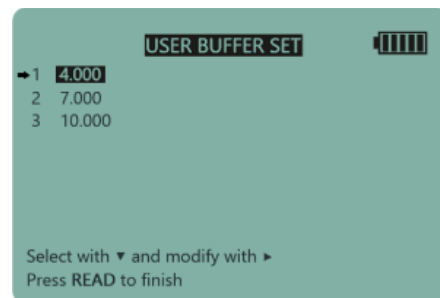 USER BUFFER SET
➡1 4.000
2 7.000
3 10.000
Select with ▼ and modify with ►
Press READ to finish